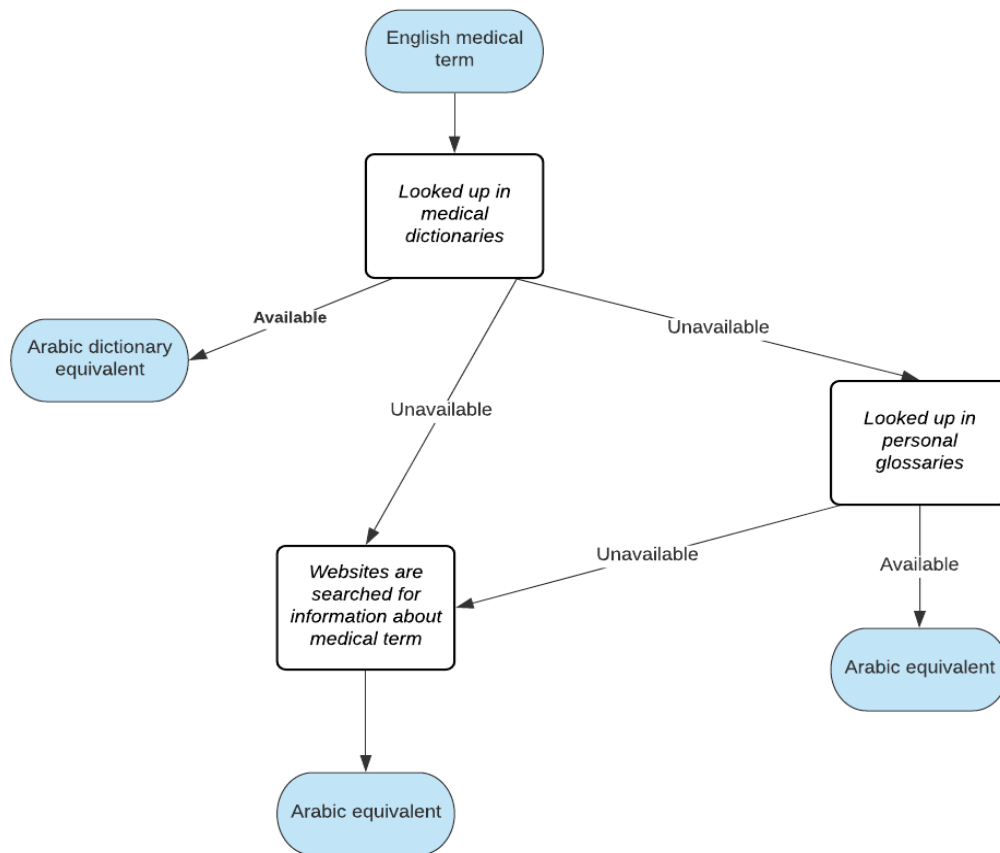 English medical
term
Looked up in
medical
dictionaries
Available
Unavailable
Arabic dictionary
equivalent
Unavailable
Looked up in
personal
glossaries
Unavailable
Available
Websites are
searched for
information about
medical term
Arabic equivalent
Arabic equivalent